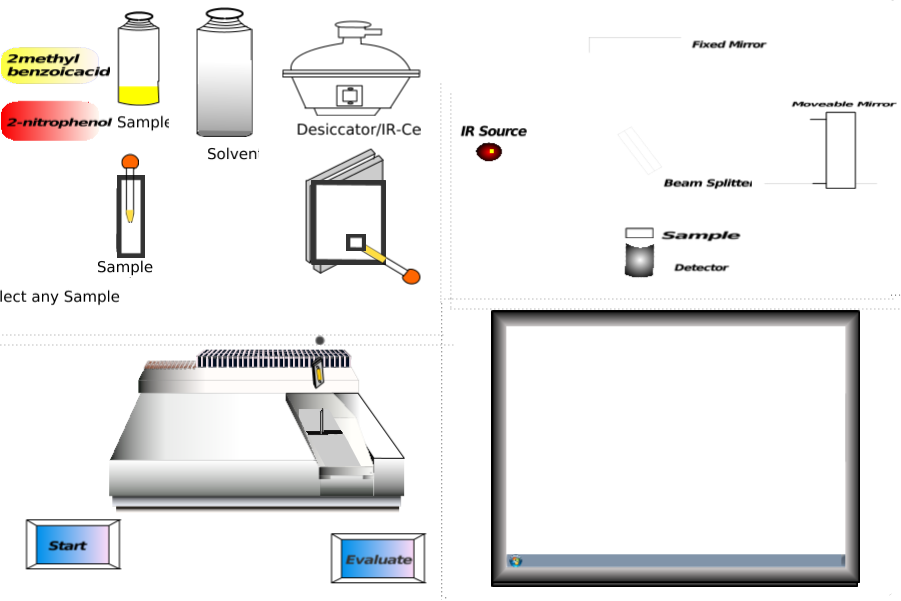 2methyl
benzoicacid
2-nitrophenol
Sample
Solven
Desiccator/IR-Ce
Sample
lect any Sample
Fixed Mirror
Moveable Mirror
IR Source
Beam Splitter
Sample
Detector
Start
Evaluate